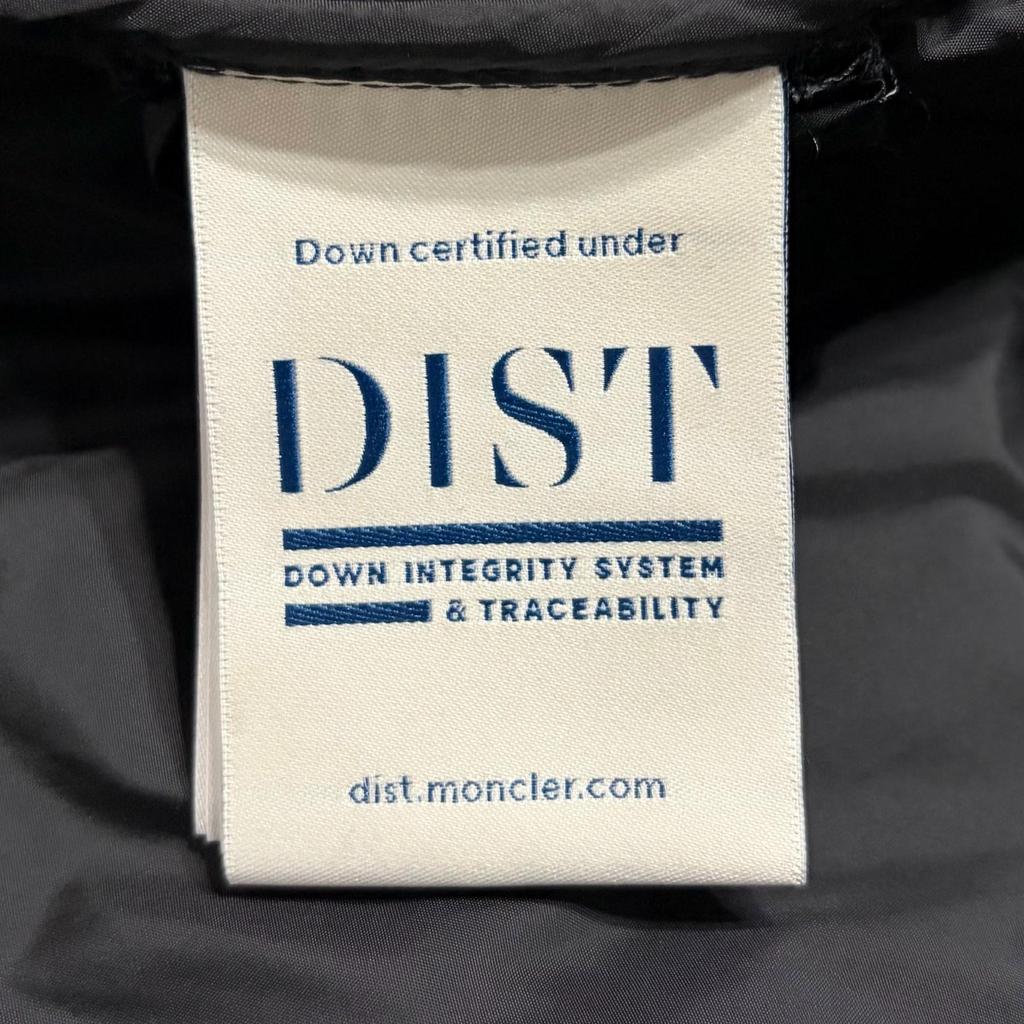 Down certified under
DIST
DOWN INTEGRITY SYSTEM
& TRACEABILITY
dist.moncler.com